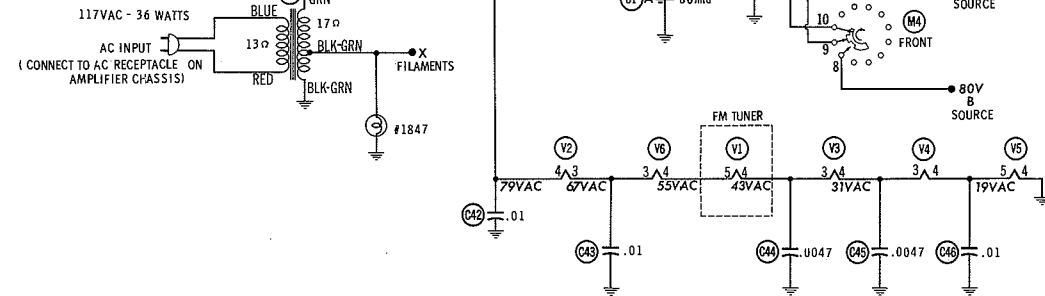 GRN
SOURCE
117VAC - 36 WATTS
BLUE
17Ω
10
M4
FRONT
AC INPUT
13Ω
BLK-GRN
X
9
(CONNECT TO AC RECEPTACLE ON
AMPLIFIER CHASSIS)
FILAMENTS
8
RED
BLK-GRN
80V
B
SOURCE
#1847
FM TUNER
V2
V6
V1
V3
V4
V5
4 3
3 4
5 4
3 4
3 4
5 4
79VAC
67VAC
55VAC
43VAC
31VAC
19VAC
C42 .01
C43 .01
C44 .0047
C45 .0047
C46 .01